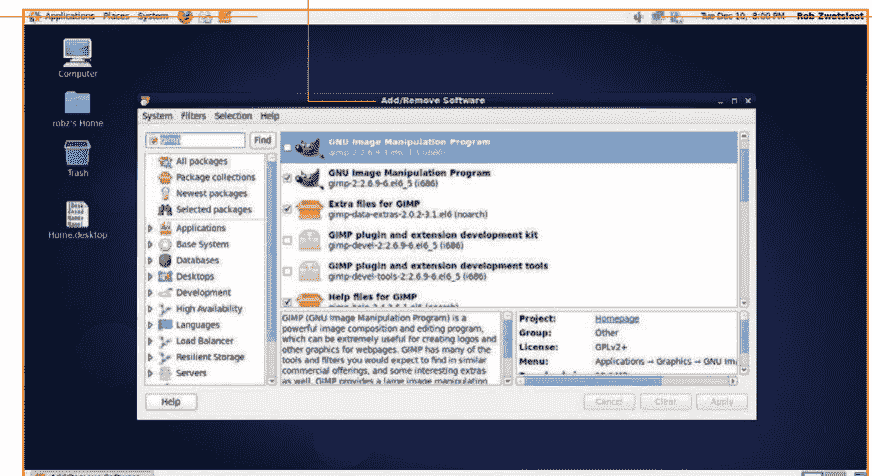 Applications Places System
Tue Dec 10, 8:00 PM Rob Zwetsloot
Computer
robz's Home
Trash
Home.desktop
Add/Remove Software
System Filters Selection Help
gimp
Find
All packages
Package collections
Newest packages
Selected packages
Applications
Base System
Databases
Desktops
Development
High Availability
Languages
Load Balancer
Resilient Storage
Servers
GNU Image Manipulation Program
GNU Image Manipulation Program
gimp-2:2.6.9-6.el6_5 (i686)
Extra files for GIMP
gimp-data-extras-2.0.2-3.1.el6 (noarch)
GIMP plugin and extension development kit
gimp-devel-2:2.6.9-6.el6_5 (i686)
GIMP plugin and extension development tools
gimp-devel-tools-2:2.6.9-6.el6_5 (i686)
Help files for GIMP
GIMP (GNU Image Manipulation Program) is a
powerful image composition and editing program,
which can be extremely useful for creating logos and
other graphics for webpages. GIMP has many of the
tools and filters you would expect to find in similar
commercial offerings, and some interesting extras
as well. GIMP provides a large image manipulation
Project: Homepage
Group: Other
License: GPLv2+
Menu: Applications → Graphics → GNU Im
Help
Cancel Clear Apply
Add/Remove Software